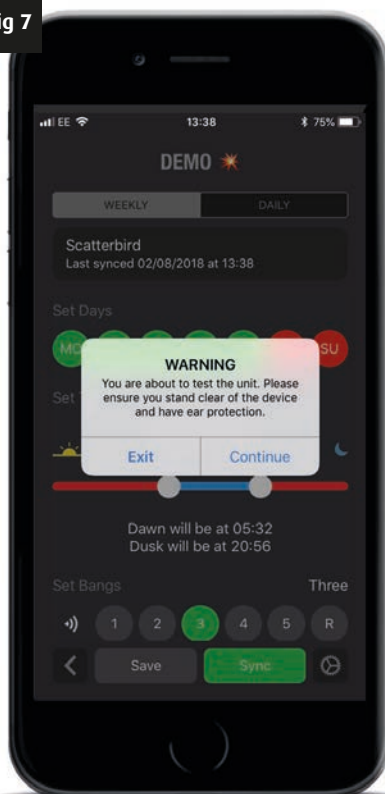 ig 7
EE 13:38 75%
DEMO
WEEKLY DAILY
Scatterbird
Last synced 02/08/2018 at 13:38
Set Days
MO SU
WARNING
You are about to test the unit. Please
ensure you stand clear of the device
and have ear protection.
Set
Exit Continue
Dawn will be at 05:32
Dusk will be at 20:56
Set Bangs Three
1 2 3 4 5 R
Save Sync